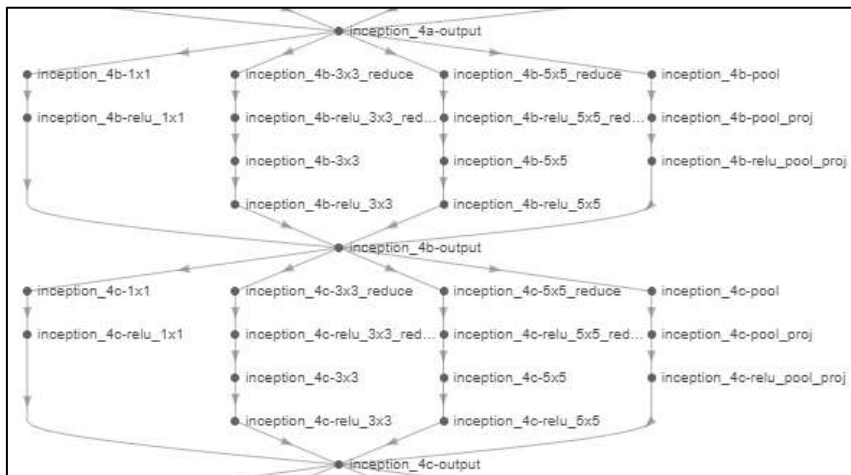 inception_4a-output
inception_4b-1x1 inception_4b-3x3_reduce inception_4b-5x5_reduce inception_4b-pool
inception_4b-relu_1x1 inception_4b-relu_3x3_red... inception_4b-relu_5x5_red... inception_4b-pool_proj
inception_4b-3x3 inception_4b-5x5 inception_4b-relu_pool_proj
inception_4b-relu_3x3 inception_4b-relu_5x5
inception_4b-output
inception_4c-1x1 inception_4c-3x3_reduce inception_4c-5x5_reduce inception_4c-pool
inception_4c-relu_1x1 inception_4c-relu_3x3_red... inception_4c-relu_5x5_red... inception_4c-pool_proj
inception_4c-3x3 inception_4c-5x5 inception_4c-relu_pool_proj
inception_4c-relu_3x3 inception_4c-relu_5x5
inception_4c-output